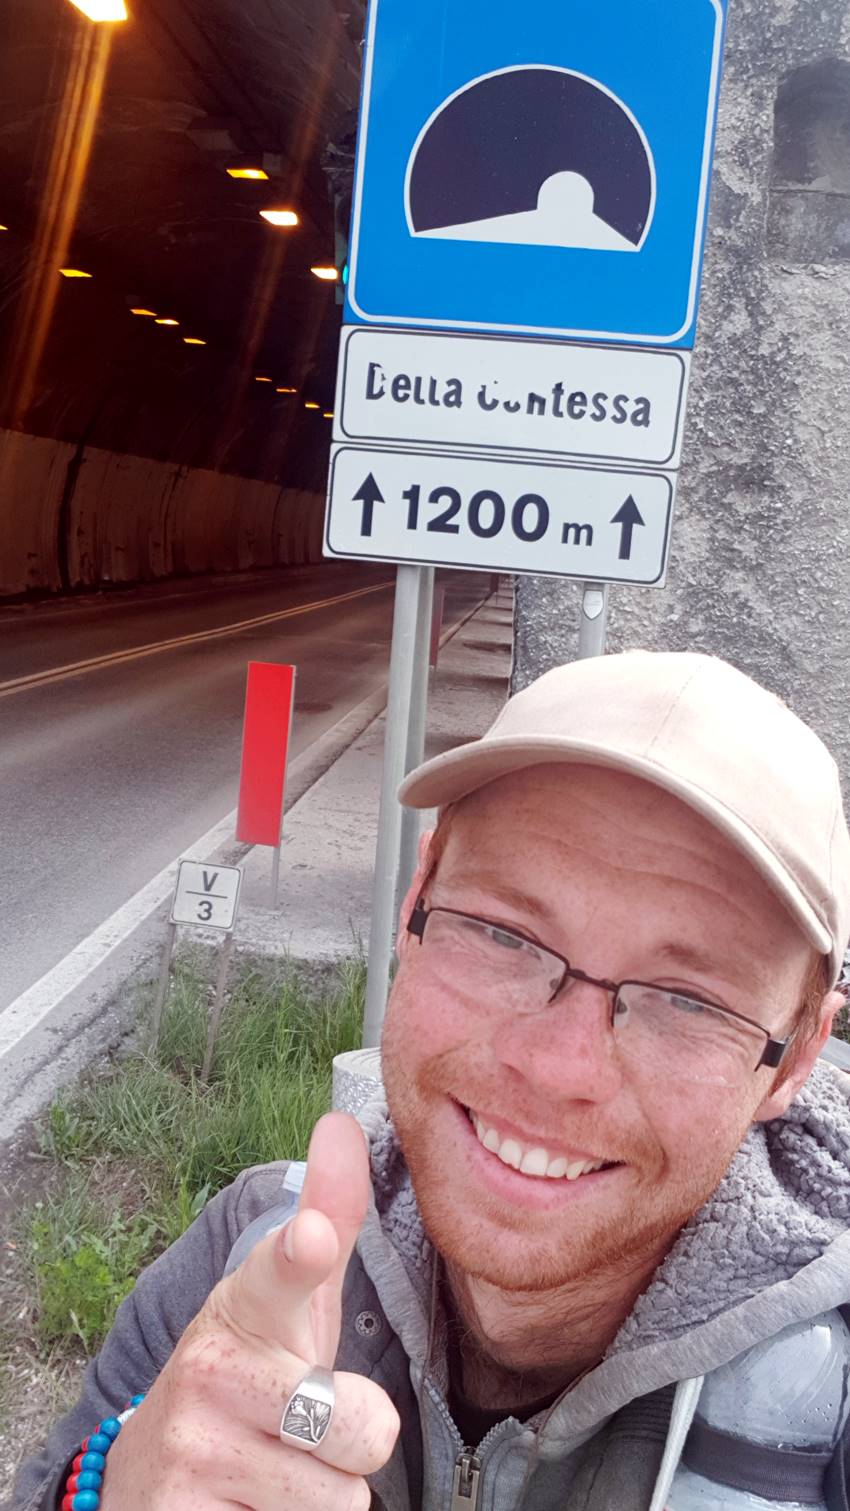 Della Contessa
1200 m
V
3